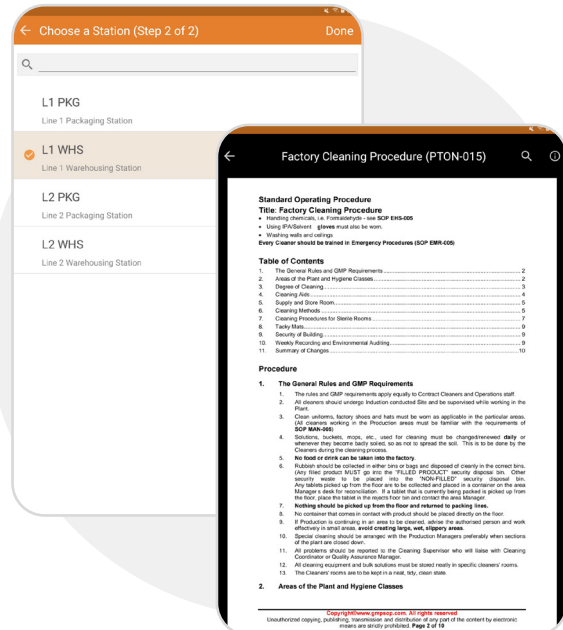 Choose a Station (Step 2 of 2)
Done
L1 PKG
Line 1 Packaging Station
L1 WHS
Line 1 Warehousing Station
L2 PKG
Line 2 Packaging Station
L2 WHS
Line 2 Warehousing Station
Factory Cleaning Procedure (PTON-015)
Standard Operating Procedure
Title: Factory Cleaning Procedure
• Handling chemicals, i.e. Formaldehyde - see SOP EHS-005
• Using IPA/Solvent gloves must also be worn.
• Washing walls and ceilings
Every Cleaner should be trained in Emergency Procedures (SOP EMR-005)
Table of Contents
1. The General Rules and GMP Requirements 2
2. Areas of the Plant and Hygiene Classes 2
3. Degree of Cleaning 3
4. Cleaning Aids 4
5. Supply and Store Room 5
6. Cleaning Methods 5
7. Cleaning Procedures for Sterile Rooms 7
8. Tacky Mats 9
9. Security of Building 9
10. Weekly Recording and Environmental Auditing 9
11. Summary of Changes 10
Procedure
1. The General Rules and GMP Requirements
1. The rules and GMP requirements apply equally to Contract Cleaners and Operations staff.
2. All cleaners should undergo Induction conducted Site and be supervised while working in the
Plant.
3. Clean uniforms, factory shoes and hats must be worn as applicable in the particular areas.
(All cleaners working in the Production areas must be familiar with the requirements of
SOP MAN-085)
4. Solutions, buckets, mops, etc., used for cleaning must be changed/renewed daily or
whenever they become badly soiled, so as not to spread the soil. This is to be done by the
Cleaners during the cleaning process.
5. No food or drink can be taken into the factory.
6. Rubbish should be collected in either bins or bags and disposed of cleanly in the correct bins.
(Any filled product MUST go into the "FILLED PRODUCT" security disposal bin. Other
security waste to be placed into the "NON-FILLED" security disposal bin.
Any tablets picked up from the floor are to be collected and placed in a container on the area
Manager's desk for reconciliation. If a tablet that is currently being packed is picked up from
the floor, place the tablet in the rejects floor bin and contact the area Manager.
7. Nothing should be picked up from the floor and returned to packing lines.
8. No container that comes in contact with product should be placed directly on the floor.
9. If Production is continuing in an area to be cleaned, advise the authorised person and work
effectively in small areas, avoid creating large, wet, slippery areas.
10. Special cleaning should be arranged with the Production Managers preferably when sections
of the plant are closed down.
11. All problems should be reported to the Cleaning Supervisor who will liaise with Cleaning
Coordinator or Quality Assurance Manager.
12. All cleaning equipment and bulk solutions must be stored neatly in specific cleaners' rooms.
13. The Cleaners' rooms are to be kept in a neat, tidy, clean state.
2. Areas of the Plant and Hygiene Classes
Copyright©www.gmpsop.com. All rights reserved
Unauthorized copying, publishing, transmission and distribution of any part of the content by electronic
means are strictly prohibited. Page 2 of 10